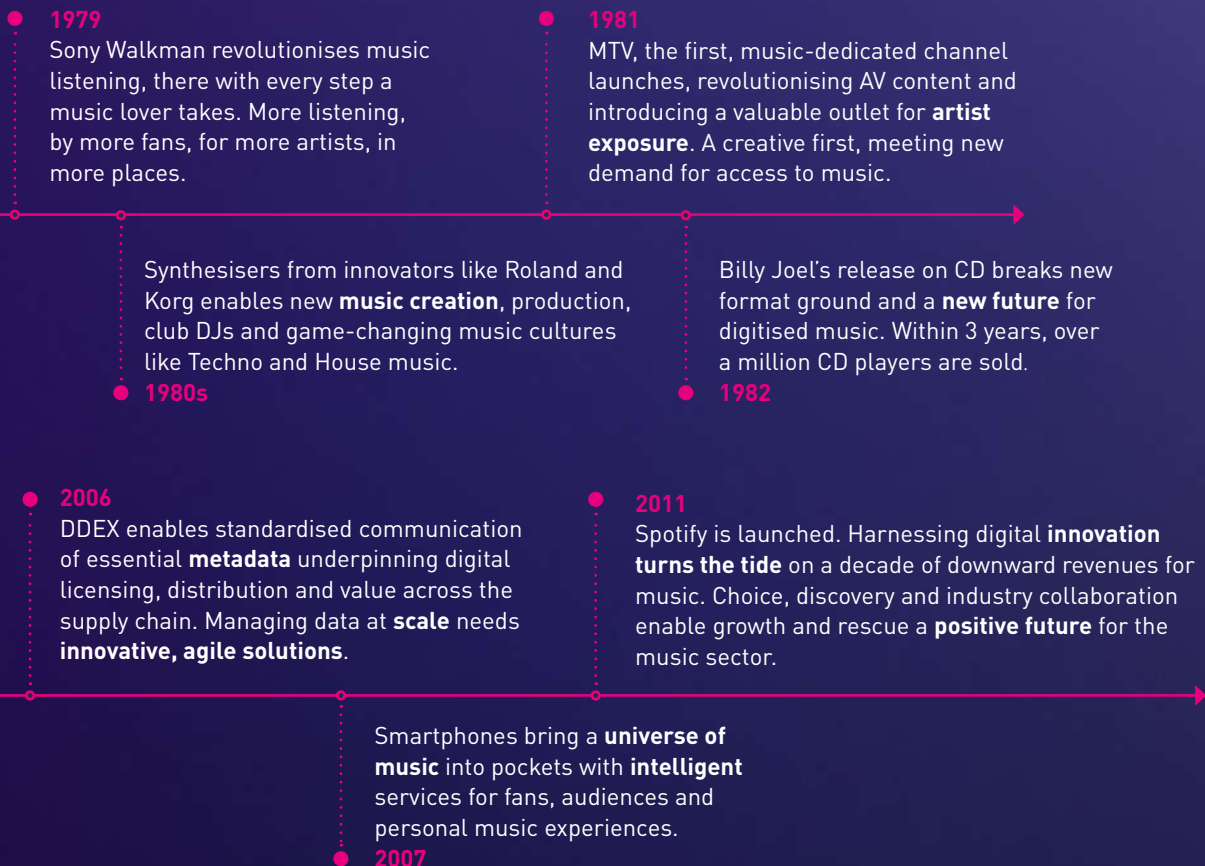 1979
Sony Walkman revolutionises music
listening, there with every step a
music lover takes. More listening,
by more fans, for more artists, in
more places.
1981
MTV, the first, music-dedicated channel
launches, revolutionising AV content and
introducing a valuable outlet for artist
exposure. A creative first, meeting new
demand for access to music.
Synthesisers from innovators like Roland and
Korg enables new music creation, production,
club DJs and game-changing music cultures
like Techno and House music.
1980s
Billy Joel's release on CD breaks new
format ground and a new future for
digitised music. Within 3 years, over
a million CD players are sold.
1982
2006
DDEX enables standardised communication
of essential metadata underpinning digital
licensing, distribution and value across the
supply chain. Managing data at scale needs
innovative, agile solutions.
2011
Spotify is launched. Harnessing digital innovation
turns the tide on a decade of downward revenues for
music. Choice, discovery and industry collaboration
enable growth and rescue a positive future for the
music sector.
Smartphones bring a universe of
music into pockets with intelligent
services for fans, audiences and
personal music experiences.
2007